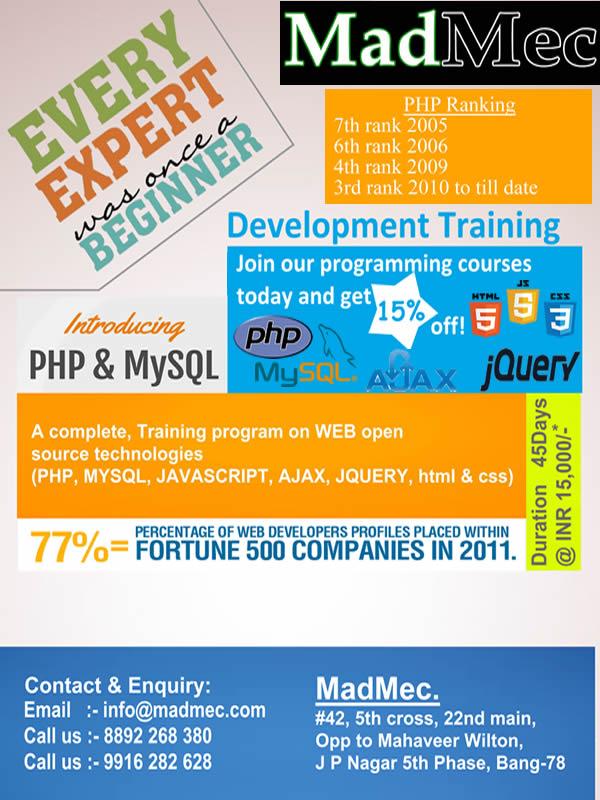 MadMec
EVERY
EXPERT
was once a
BEGINNER
PHP Ranking
7th rank 2005
6th rank 2006
4th rank 2009
3rd rank 2010 to till date
Development Training
Join our programming courses
today and get 15% off!
HTML 5
JS 5
CSS 3
php
MySQL®
AJAX
jQuery
Introducing
PHP & MySQL
A complete, Training program on WEB open
source technologies
(PHP, MYSQL, JAVASCRIPT, AJAX, JQUERY, html & css)
Duration 45Days
@ INR 15,000/-*
77%= PERCENTAGE OF WEB DEVELOPERS PROFILES PLACED WITHIN
FORTUNE 500 COMPANIES IN 2011.
Contact & Enquiry:
Email :- info@madmec.com
Call us :- 8892 268 380
Call us :- 9916 282 628
MadMec.
#42, 5th cross, 22nd main,
Opp to Mahaveer Wilton,
J P Nagar 5th Phase, Bang-78